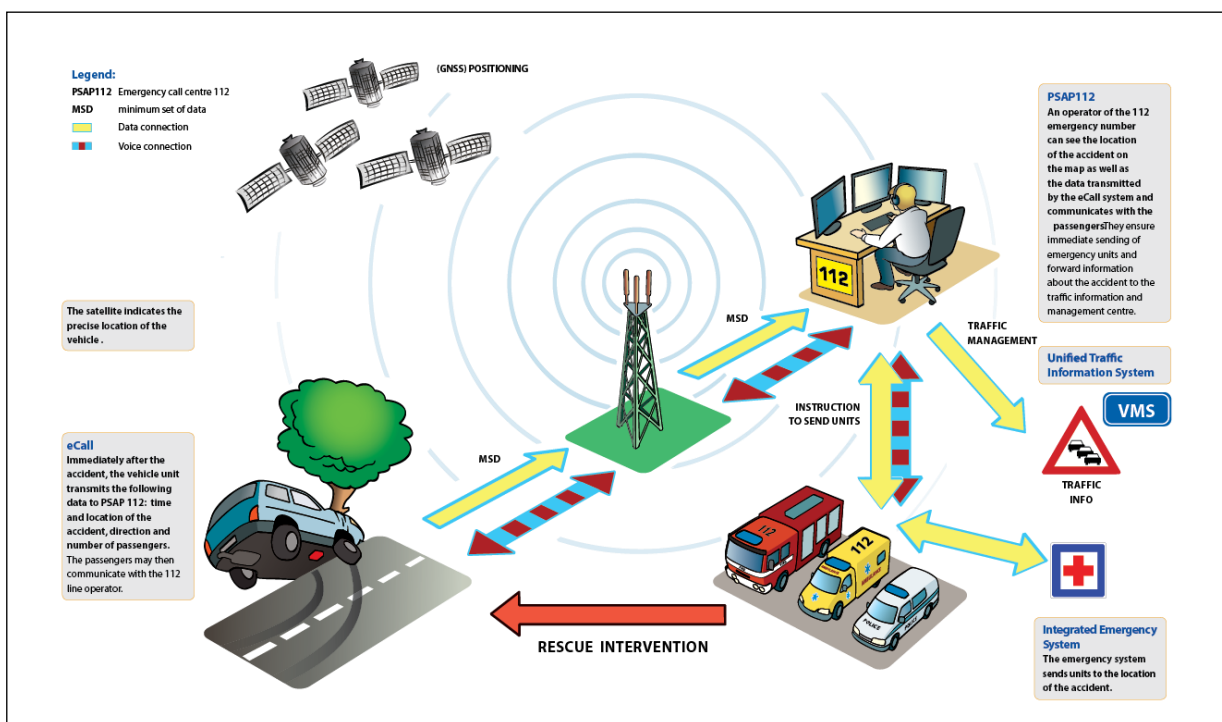 Legend:
PSAP112 Emergency call centre 112
MSD minimum set of data
Data connection
Voice connection
(GNSS) POSITIONING
The satellite indicates the
precise location of the
vehicle .
eCall
Immediately after the
accident, the vehicle unit
transmits the following
data to PSAP 112: time
and location of the
accident, direction and
number of passengers.
The passengers may then
communicate with the 112
line operator.
MSD
MSD
112
PSAP112
An operator of the 112
emergency number
can see the location
of the accident on
the map as well as
the data transmitted
by the eCall system and
communicates with the
passengersThey ensure
immediate sending of
emergency units and
forward information
about the accident to the
traffic information and
management centre.
TRAFFIC
MANAGEMENT
Unified Traffic
Information System
VMS
TRAFFIC
INFO
INSTRUCTION
TO SEND UNITS
112
112
AMBULANCE
POLICE
POLICE
RESCUE INTERVENTION
Integrated Emergency
System
The emergency system
sends units to the location
of the accident.